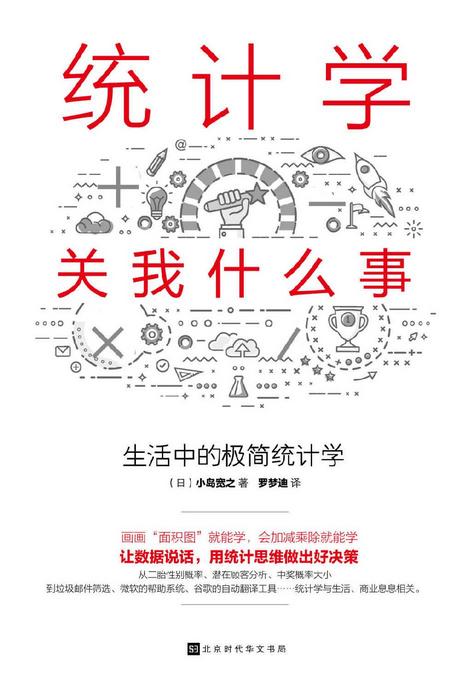 统计学
关我什么事
生活中的极简统计学
（日）小岛宽之 著 罗梦迪 译
画画“面积图”就能学，会加减乘除就能学
让数据说话，用统计思维做出好决策
从二胎性别概率、潜在顾客分析、中奖概率大小
到垃圾邮件筛选、微软的帮助系统、谷歌的自动翻译工具……统计学与生活、商业息息相关。
北京时代华文书局